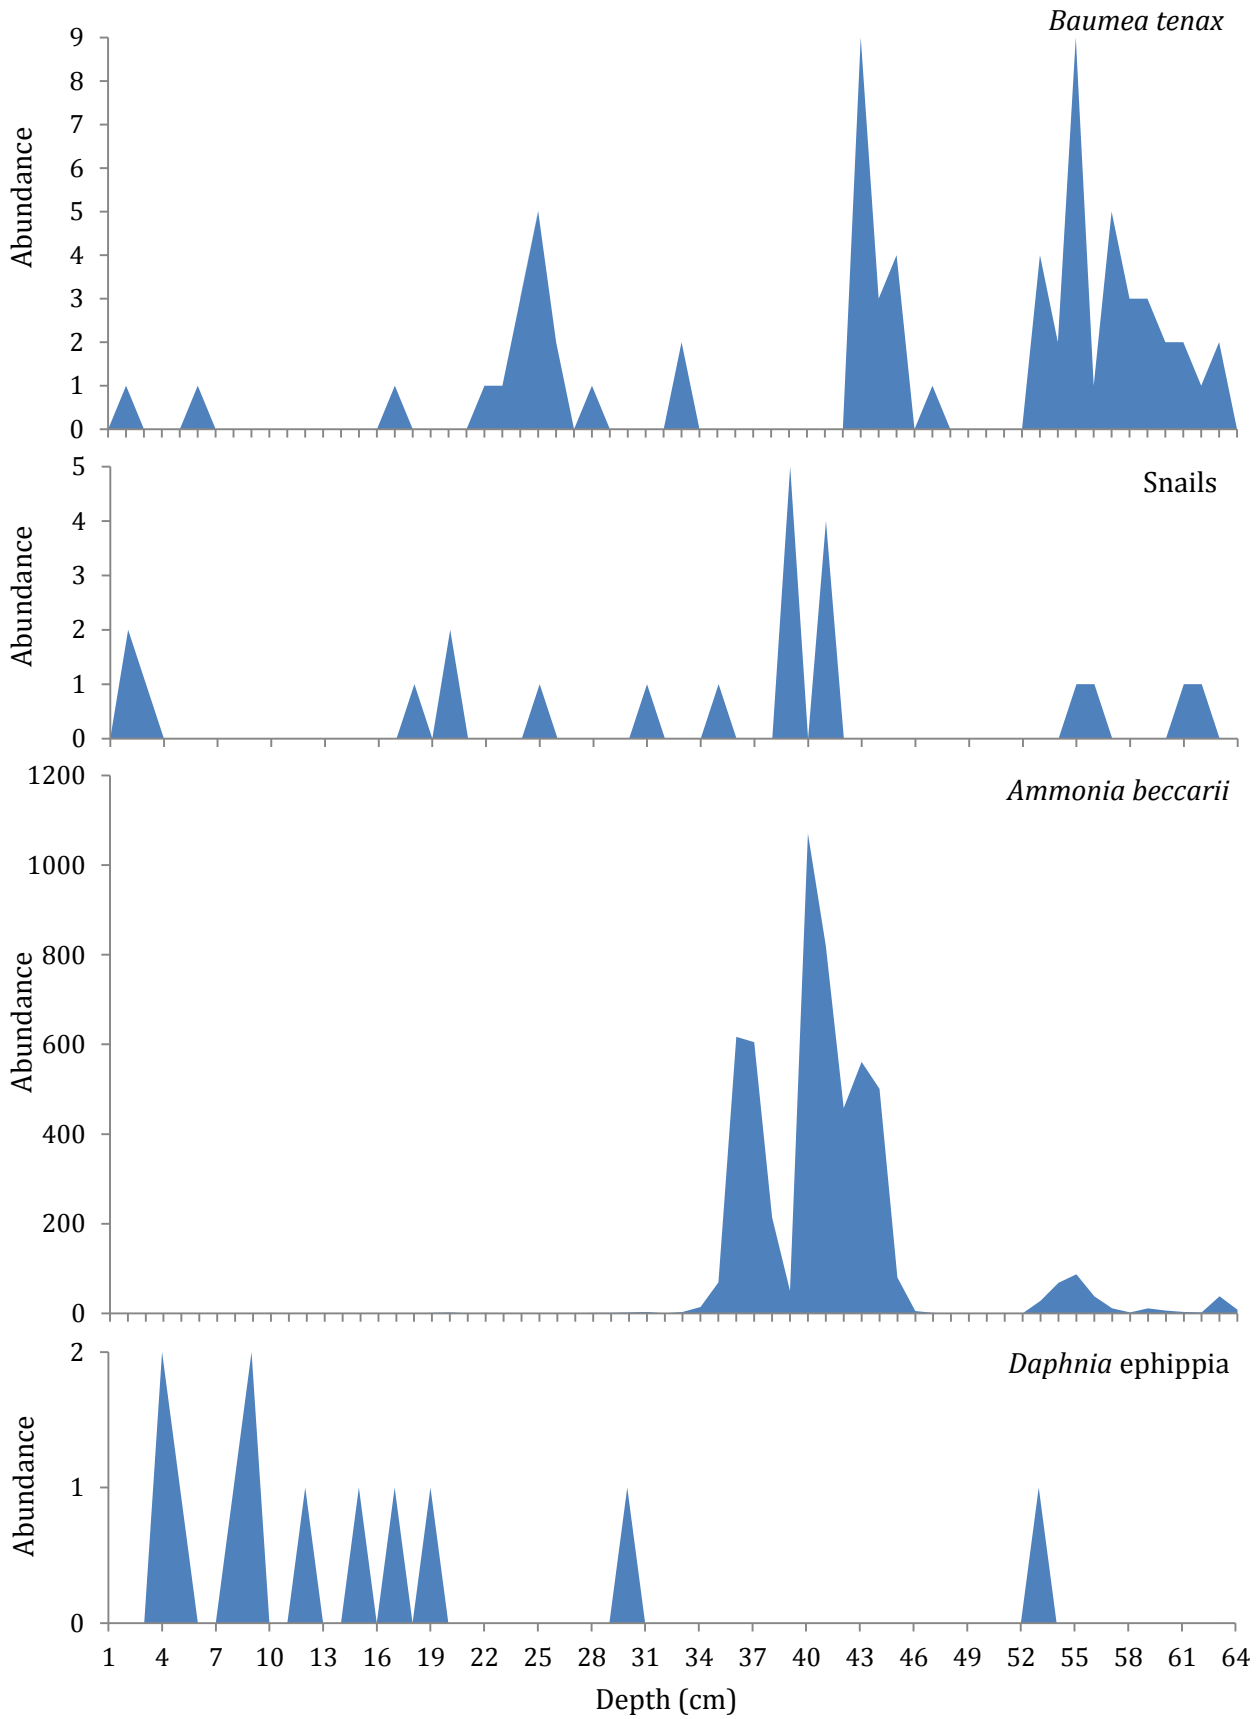 Baumea tenax
9
8
7
6
5
4
3
2
1
0
Abundance
Snails
5
4
3
2
1
0
Abundance
Ammonia beccarii
1200
1000
800
600
400
200
0
Abundance
Daphnia ephippia
2
1
0
Abundance
1 4 7 10 13 16 19 22 25 28 31 34 37 40 43 46 49 52 55 58 61 64
Depth (cm)